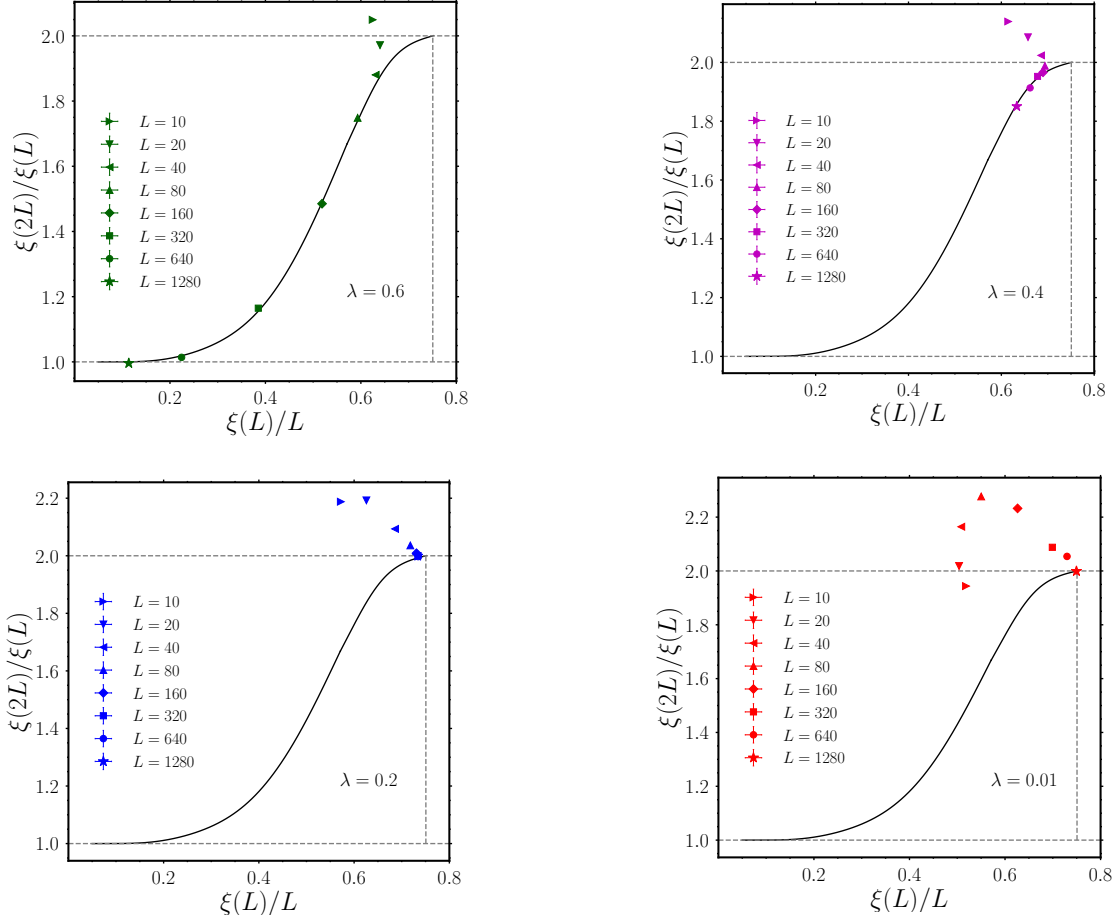 2.0
1.8
1.6
1.4
1.2
1.0
ξ(2L)/ξ(L)
L = 10
L = 20
L = 40
L = 80
L = 160
L = 320
L = 640
L = 1280
λ = 0.6
0.2 0.4 0.6 0.8
ξ(L)/L
2.0
1.8
1.6
1.4
1.2
1.0
ξ(2L)/ξ(L)
L = 10
L = 20
L = 40
L = 80
L = 160
L = 320
L = 640
L = 1280
λ = 0.4
0.2 0.4 0.6 0.8
ξ(L)/L
2.2
2.0
1.8
1.6
1.4
1.2
1.0
ξ(2L)/ξ(L)
L = 10
L = 20
L = 40
L = 80
L = 160
L = 320
L = 640
L = 1280
λ = 0.2
0.2 0.4 0.6 0.8
ξ(L)/L
2.2
2.0
1.8
1.6
1.4
1.2
1.0
ξ(2L)/ξ(L)
L = 10
L = 20
L = 40
L = 80
L = 160
L = 320
L = 640
L = 1280
λ = 0.01
0.2 0.4 0.6 0.8
ξ(L)/L